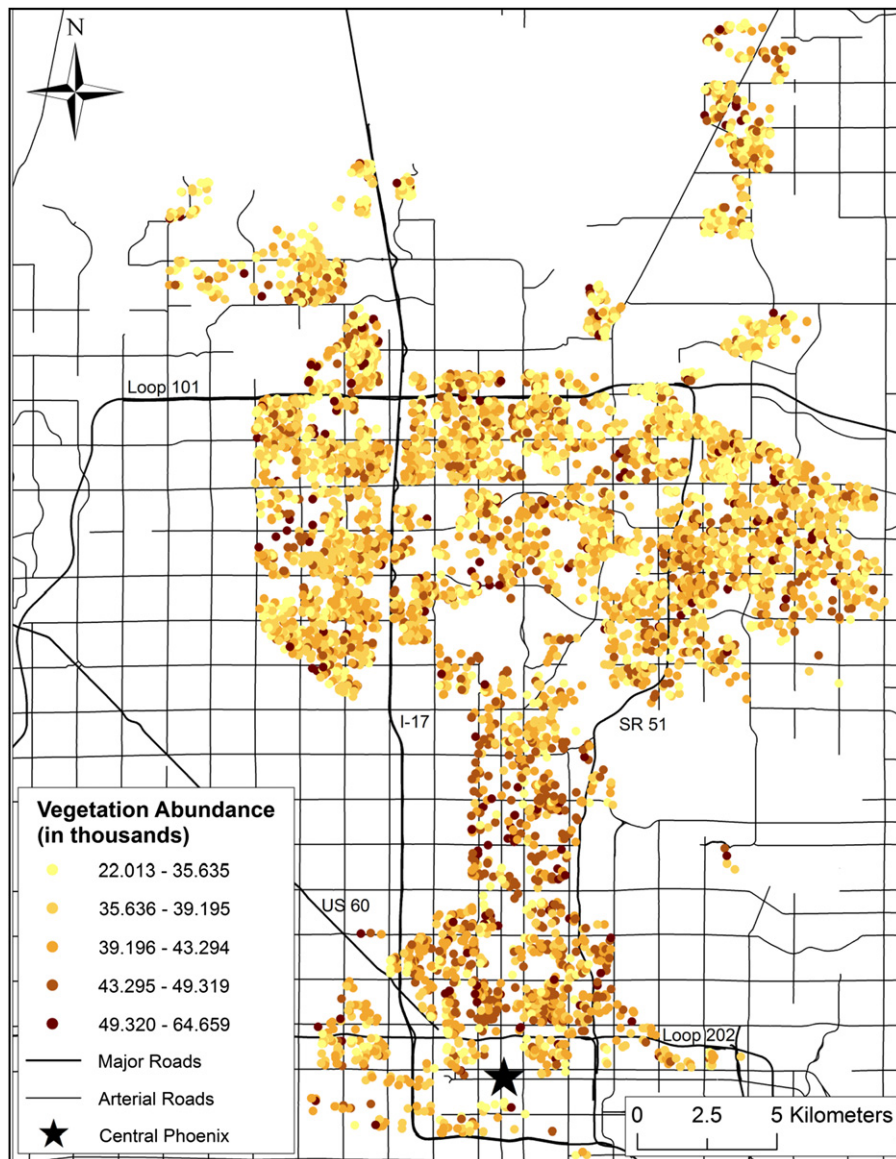 N
Loop 101
I-17
SR 51
US 60
Loop 202
Vegetation Abundance
(in thousands)
22.013 - 35.635
35.636 - 39.195
39.196 - 43.294
43.295 - 49.319
49.320 - 64.659
Major Roads
Arterial Roads
Central Phoenix
0 2.5 5 Kilometers